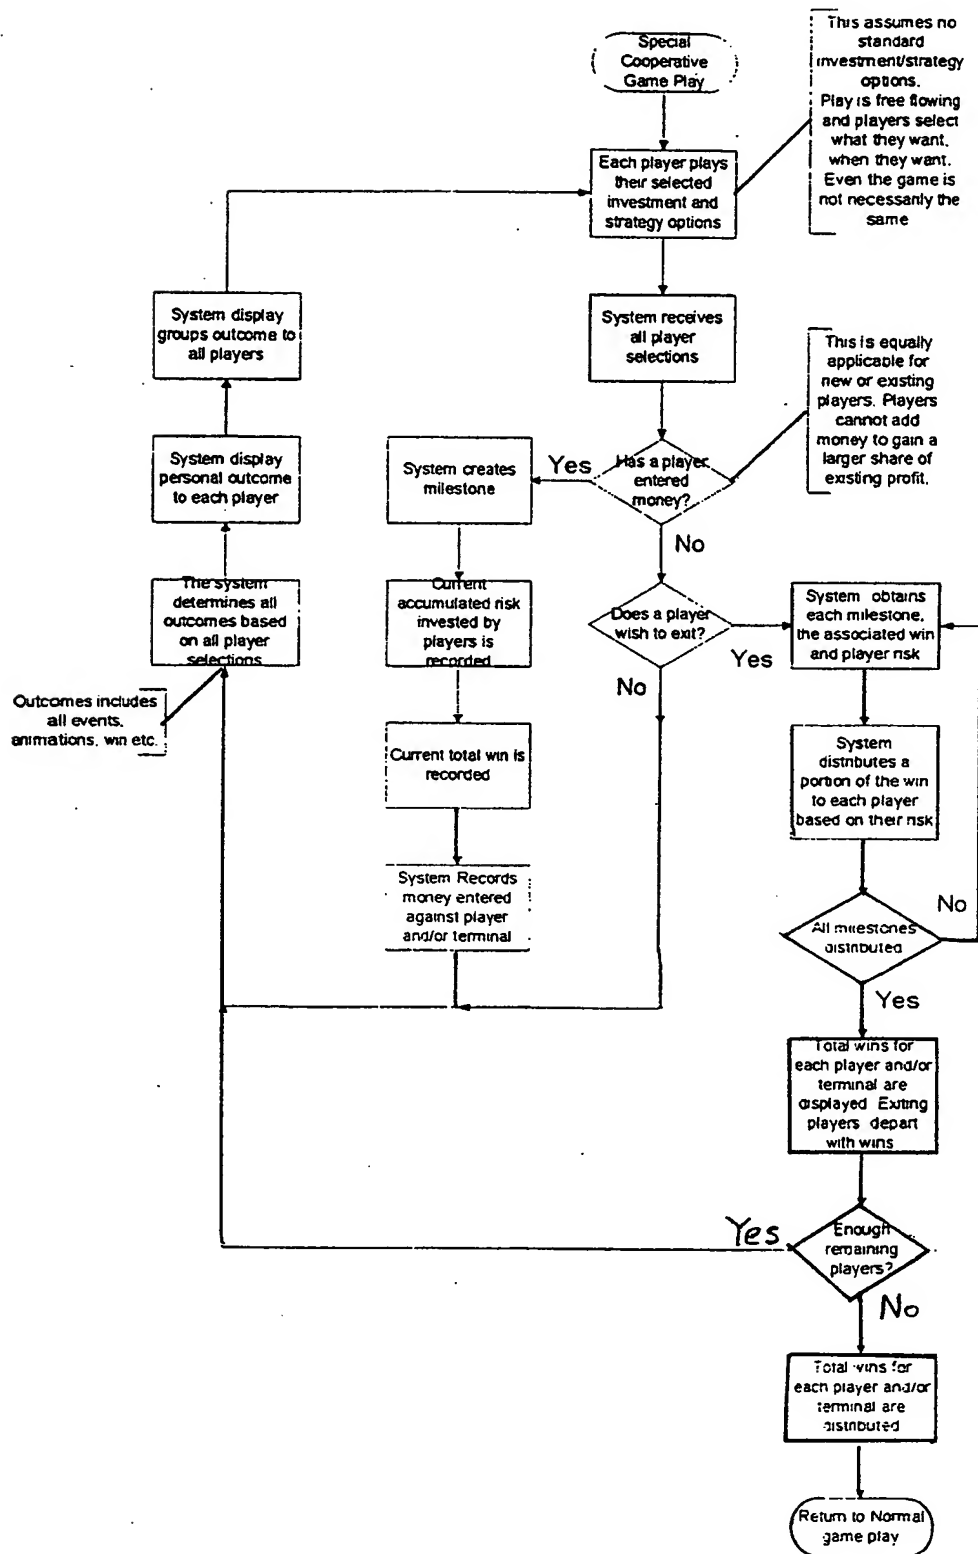 Special
Cooperative
Game Play
This assumes no
standard
investment/strategy
options.
Play is free flowing
and players select
what they want,
when they want.
Even the game is
not necessarily the
same
Each player plays
their selected
investment and
strategy options
System receives
all player
selections
This is equally
applicable for
new or existing
players. Players
cannot add
money to gain a
larger share of
existing profit.
Has a player
entered
money?
Yes
No
System creates
milestone
Current
accumulated risk
invested by
players is
recorded
Current total win is
recorded
System Records
money entered
against player
and/or terminal
System display
groups outcome to
all players
System display
personal outcome
to each player
The system
determines all
outcomes based
on all player
selections
Outcomes includes
all events,
animations, win etc.
Does a player
wish to exit?
Yes
No
System obtains
each milestone,
the associated win
and player risk
System
distributes a
portion of the win
to each player
based on their risk
All milestones
distributed
No
Yes
Total wins for
each player and/or
terminal are
displayed Exiting
players depart
with wins
Enough
remaining
players?
Yes
No
Total wins for
each player and/or
terminal are
distributed
Return to Normal
game play